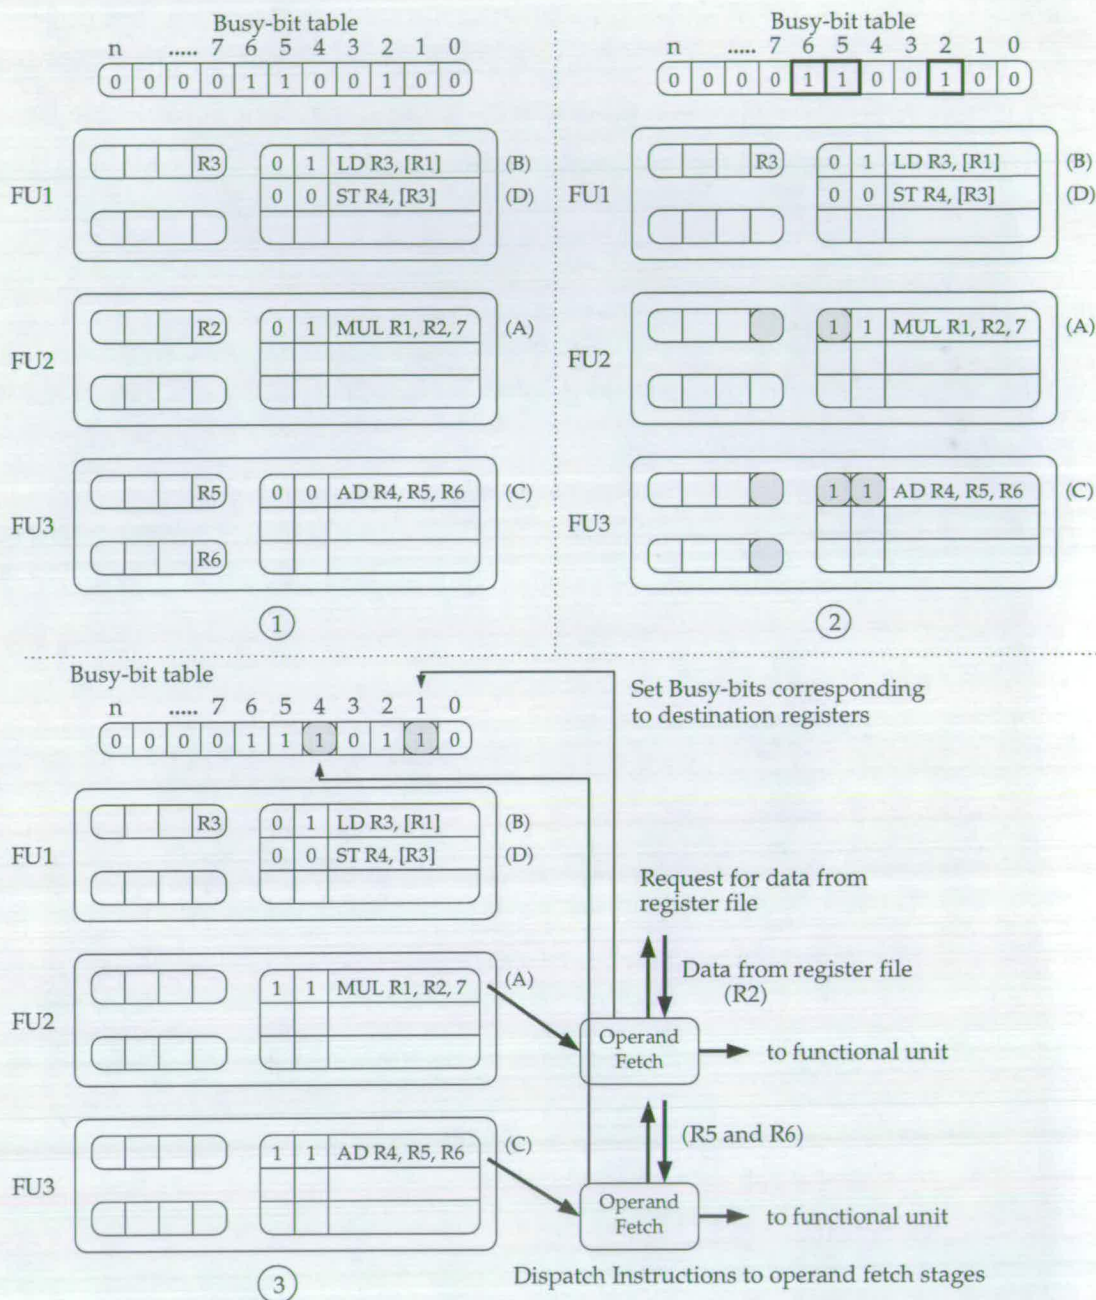 Busy-bit table
n ..... 7 6 5 4 3 2 1 0
0 0 0 0 1 1 0 0 1 0 0
FU1
R3
0 1 LD R3, [R1] (B)
0 0 ST R4, [R3] (D)
FU2
R2
0 1 MUL R1, R2, 7 (A)
FU3
R5
0 0 AD R4, R5, R6 (C)
R6
1
Busy-bit table
n ..... 7 6 5 4 3 2 1 0
0 0 0 0 1 1 0 0 1 0 0
FU1
R3
0 1 LD R3, [R1] (B)
0 0 ST R4, [R3] (D)
FU2
1 1 MUL R1, R2, 7 (A)
FU3
1 1 AD R4, R5, R6 (C)
2
Busy-bit table
n ..... 7 6 5 4 3 2 1 0
0 0 0 0 1 1 1 0 1 1 0
Set Busy-bits corresponding
to destination registers
FU1
R3
0 1 LD R3, [R1] (B)
0 0 ST R4, [R3] (D)
Request for data from
register file
Data from register file
(R2)
FU2
1 1 MUL R1, R2, 7 (A)
Operand
Fetch
to functional unit
(R5 and R6)
FU3
1 1 AD R4, R5, R6 (C)
Operand
Fetch
to functional unit
3
Dispatch Instructions to operand fetch stages